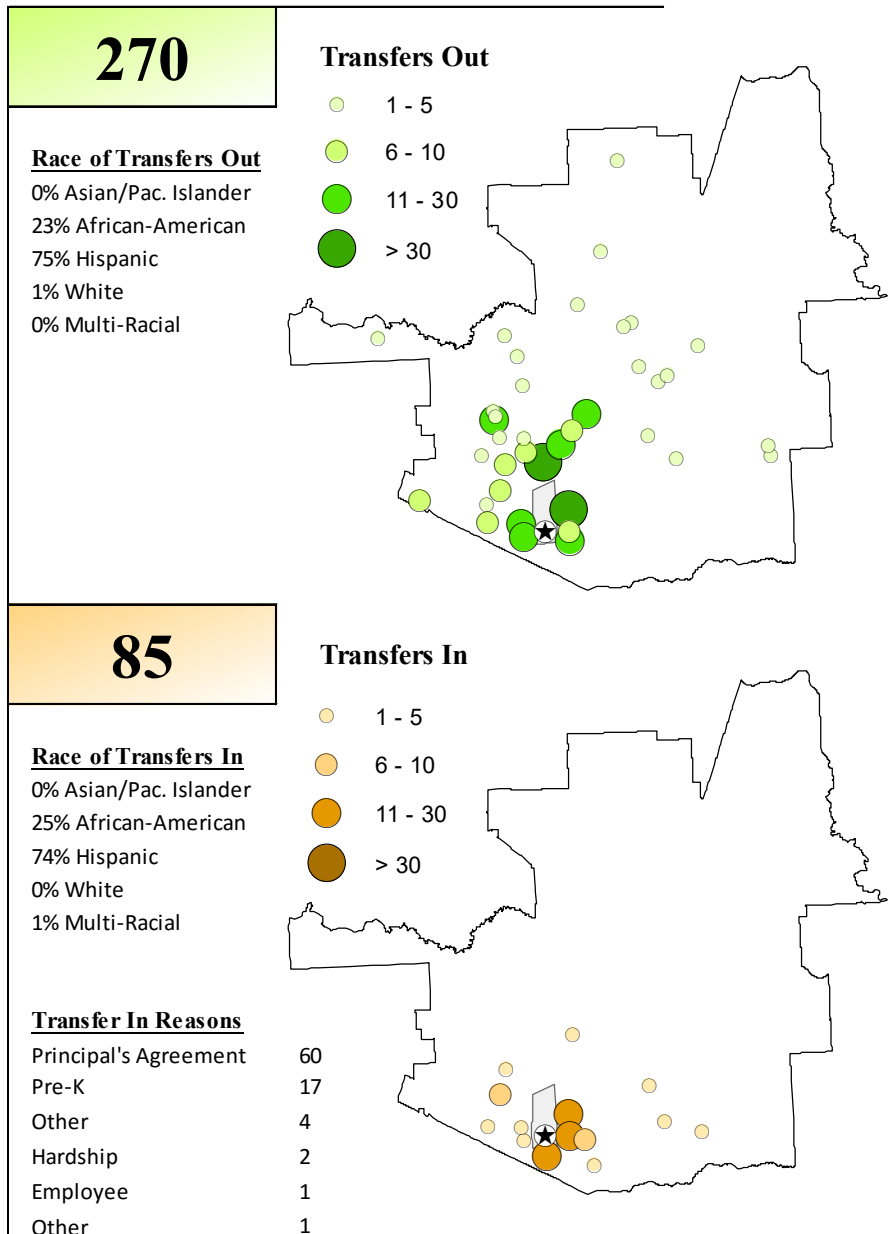 270
Transfers Out
1 - 5
6 - 10
11 - 30
> 30
Race of Transfers Out
0% Asian/Pac. Islander
23% African-American
75% Hispanic
1% White
0% Multi-Racial
85
Transfers In
1 - 5
6 - 10
11 - 30
> 30
Race of Transfers In
0% Asian/Pac. Islander
25% African-American
74% Hispanic
0% White
1% Multi-Racial
Transfer In Reasons
Principal's Agreement 60
Pre-K 17
Other 4
Hardship 2
Employee 1
Other 1